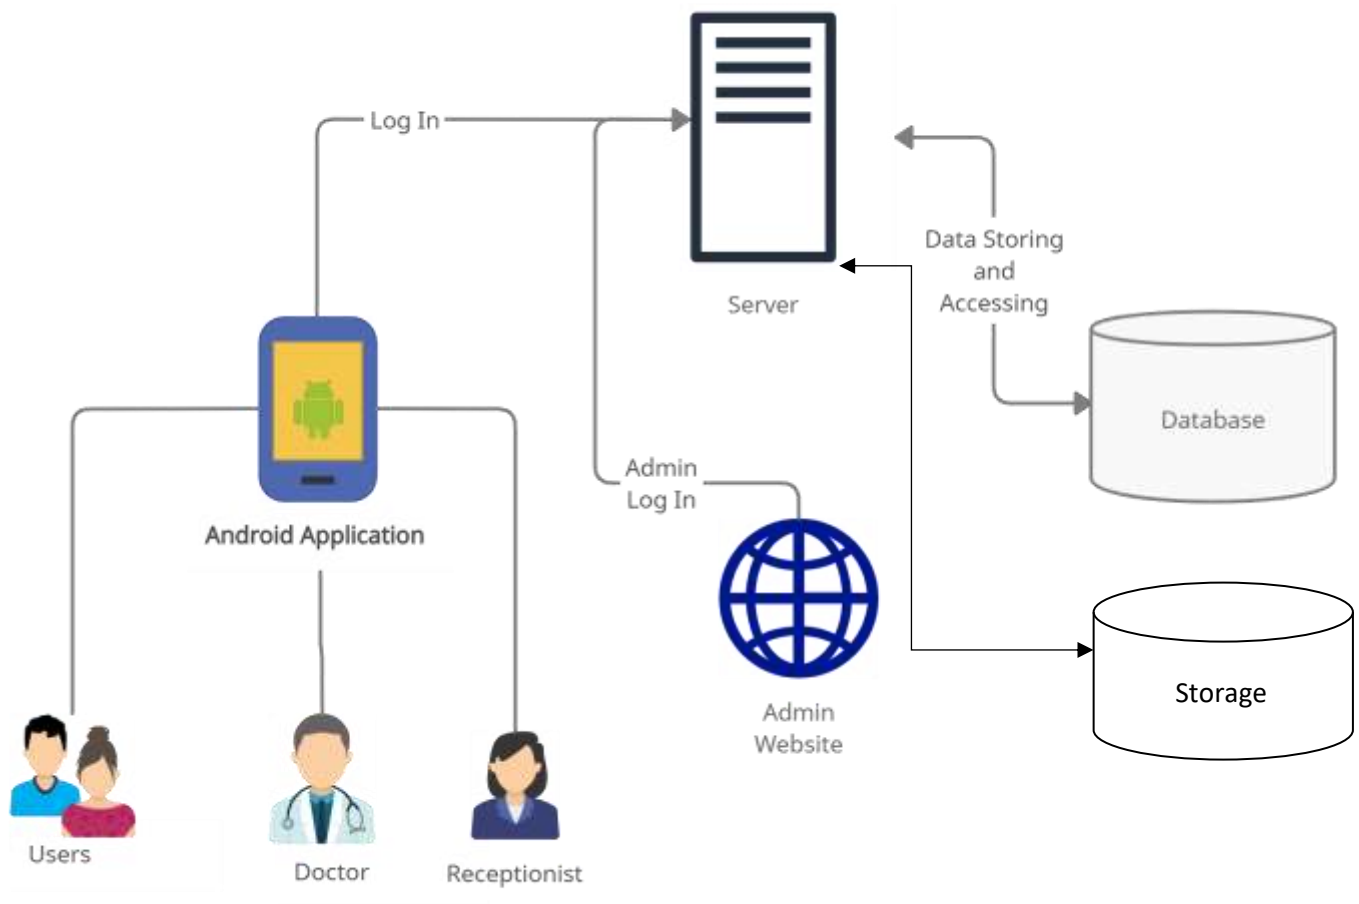 Log In
Data Storing
and
Accessing
Server
Database
Admin
Log In
Android Application
Storage
Admin
Website
Users
Doctor
Receptionist